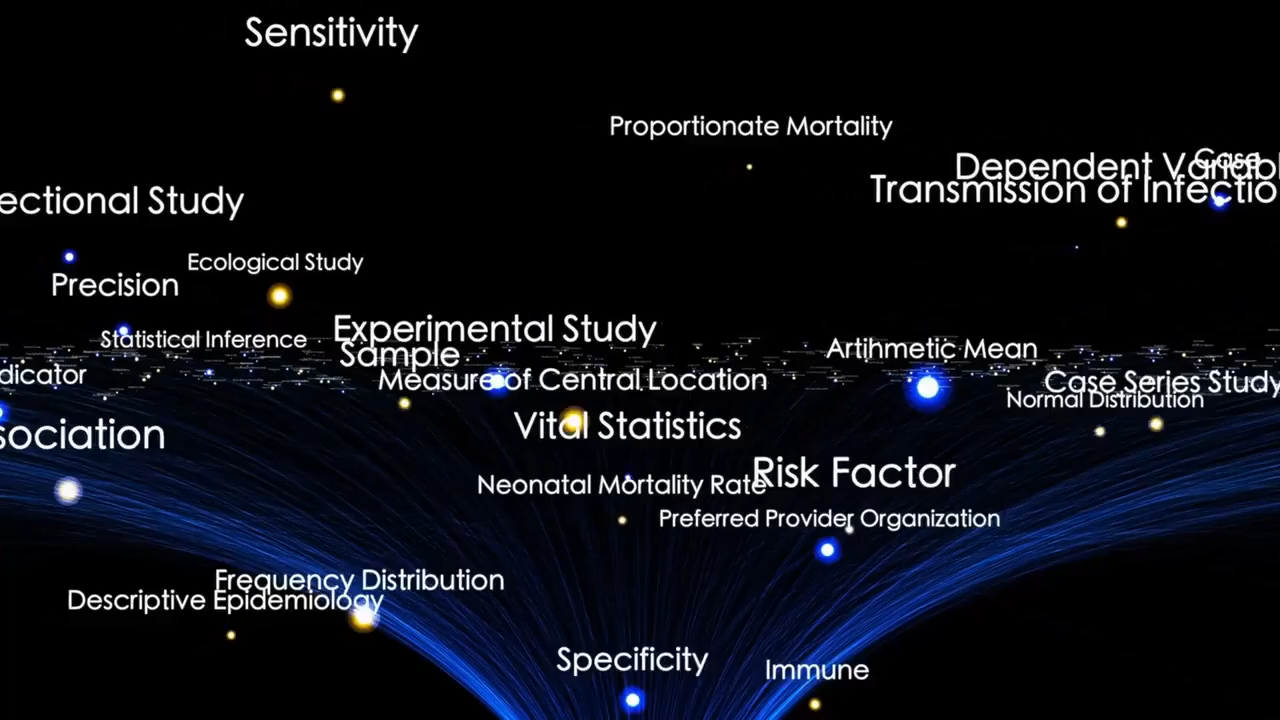 Sensitivity
Proportionate Mortality
Case
Dependent Variabl
Transmission of Infectio
ectional Study
Ecological Study
Precision
Experimental Study
Statistical Inference
Artihmetic Mean
Sample
dicator
Measure of Central Location
Case Series Study
Normal Distribution
Vital Statistics
sociation
Risk Factor
Neonatal Mortality Rate
Preferred Provider Organization
Frequency Distribution
Descriptive Epidemiology
Specificity
Immune